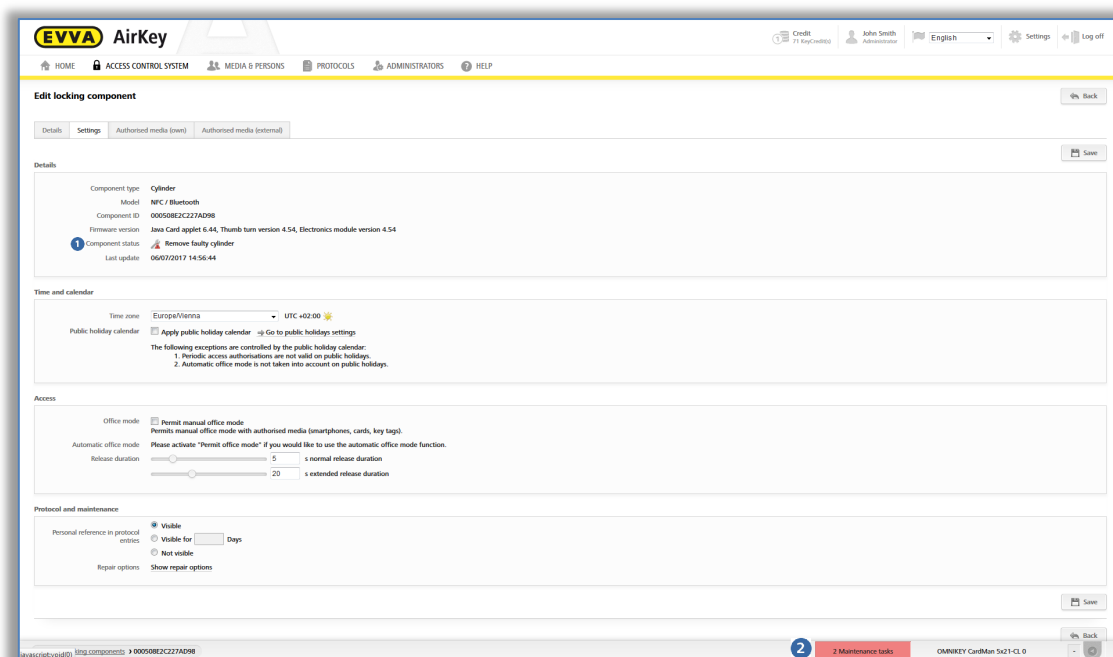 EVVA AirKey
Credit
71 KeyCredit(s)
John Smith
Administrator
English
Settings
Log off
HOME
ACCESS CONTROL SYSTEM
MEDIA & PERSONS
PROTOCOLS
ADMINISTRATORS
? HELP
Edit locking component
Back
Details
Settings
Authorised media (own)
Authorised media (external)
Save
Details
Component type Cylinder
Model NFC / Bluetooth
Component ID 000508E2C227AD98
Firmware version Java Card applet 6.44, Thumb turn version 4.54, Electronics module version 4.54
1 Component status Remove faulty cylinder
Last update 06/07/2017 14:56:44
Time and calendar
Time zone Europe/Vienna UTC +02:00
Public holiday calendar Apply public holiday calendar Go to public holidays settings
The following exceptions are controlled by the public holiday calendar:
1. Periodic access authorisations are not valid on public holidays.
2. Automatic office mode is not taken into account on public holidays.
Access
Office mode Permit manual office mode
Permits manual office mode with authorised media (smartphones, cards, key tags).
Automatic office mode Please activate "Permit office mode" if you would like to use the automatic office mode function.
Release duration 5 s normal release duration
20 s extended release duration
Protocol and maintenance
Personal reference in protocol entries
Visible
Visible for Days
Not visible
Repair options Show repair options
Save
Back
javascript:void(0) king components 000508E2C227AD98
2 2 Maintenance tasks
OMNIKEY CardMan 5x21-CL 0
-